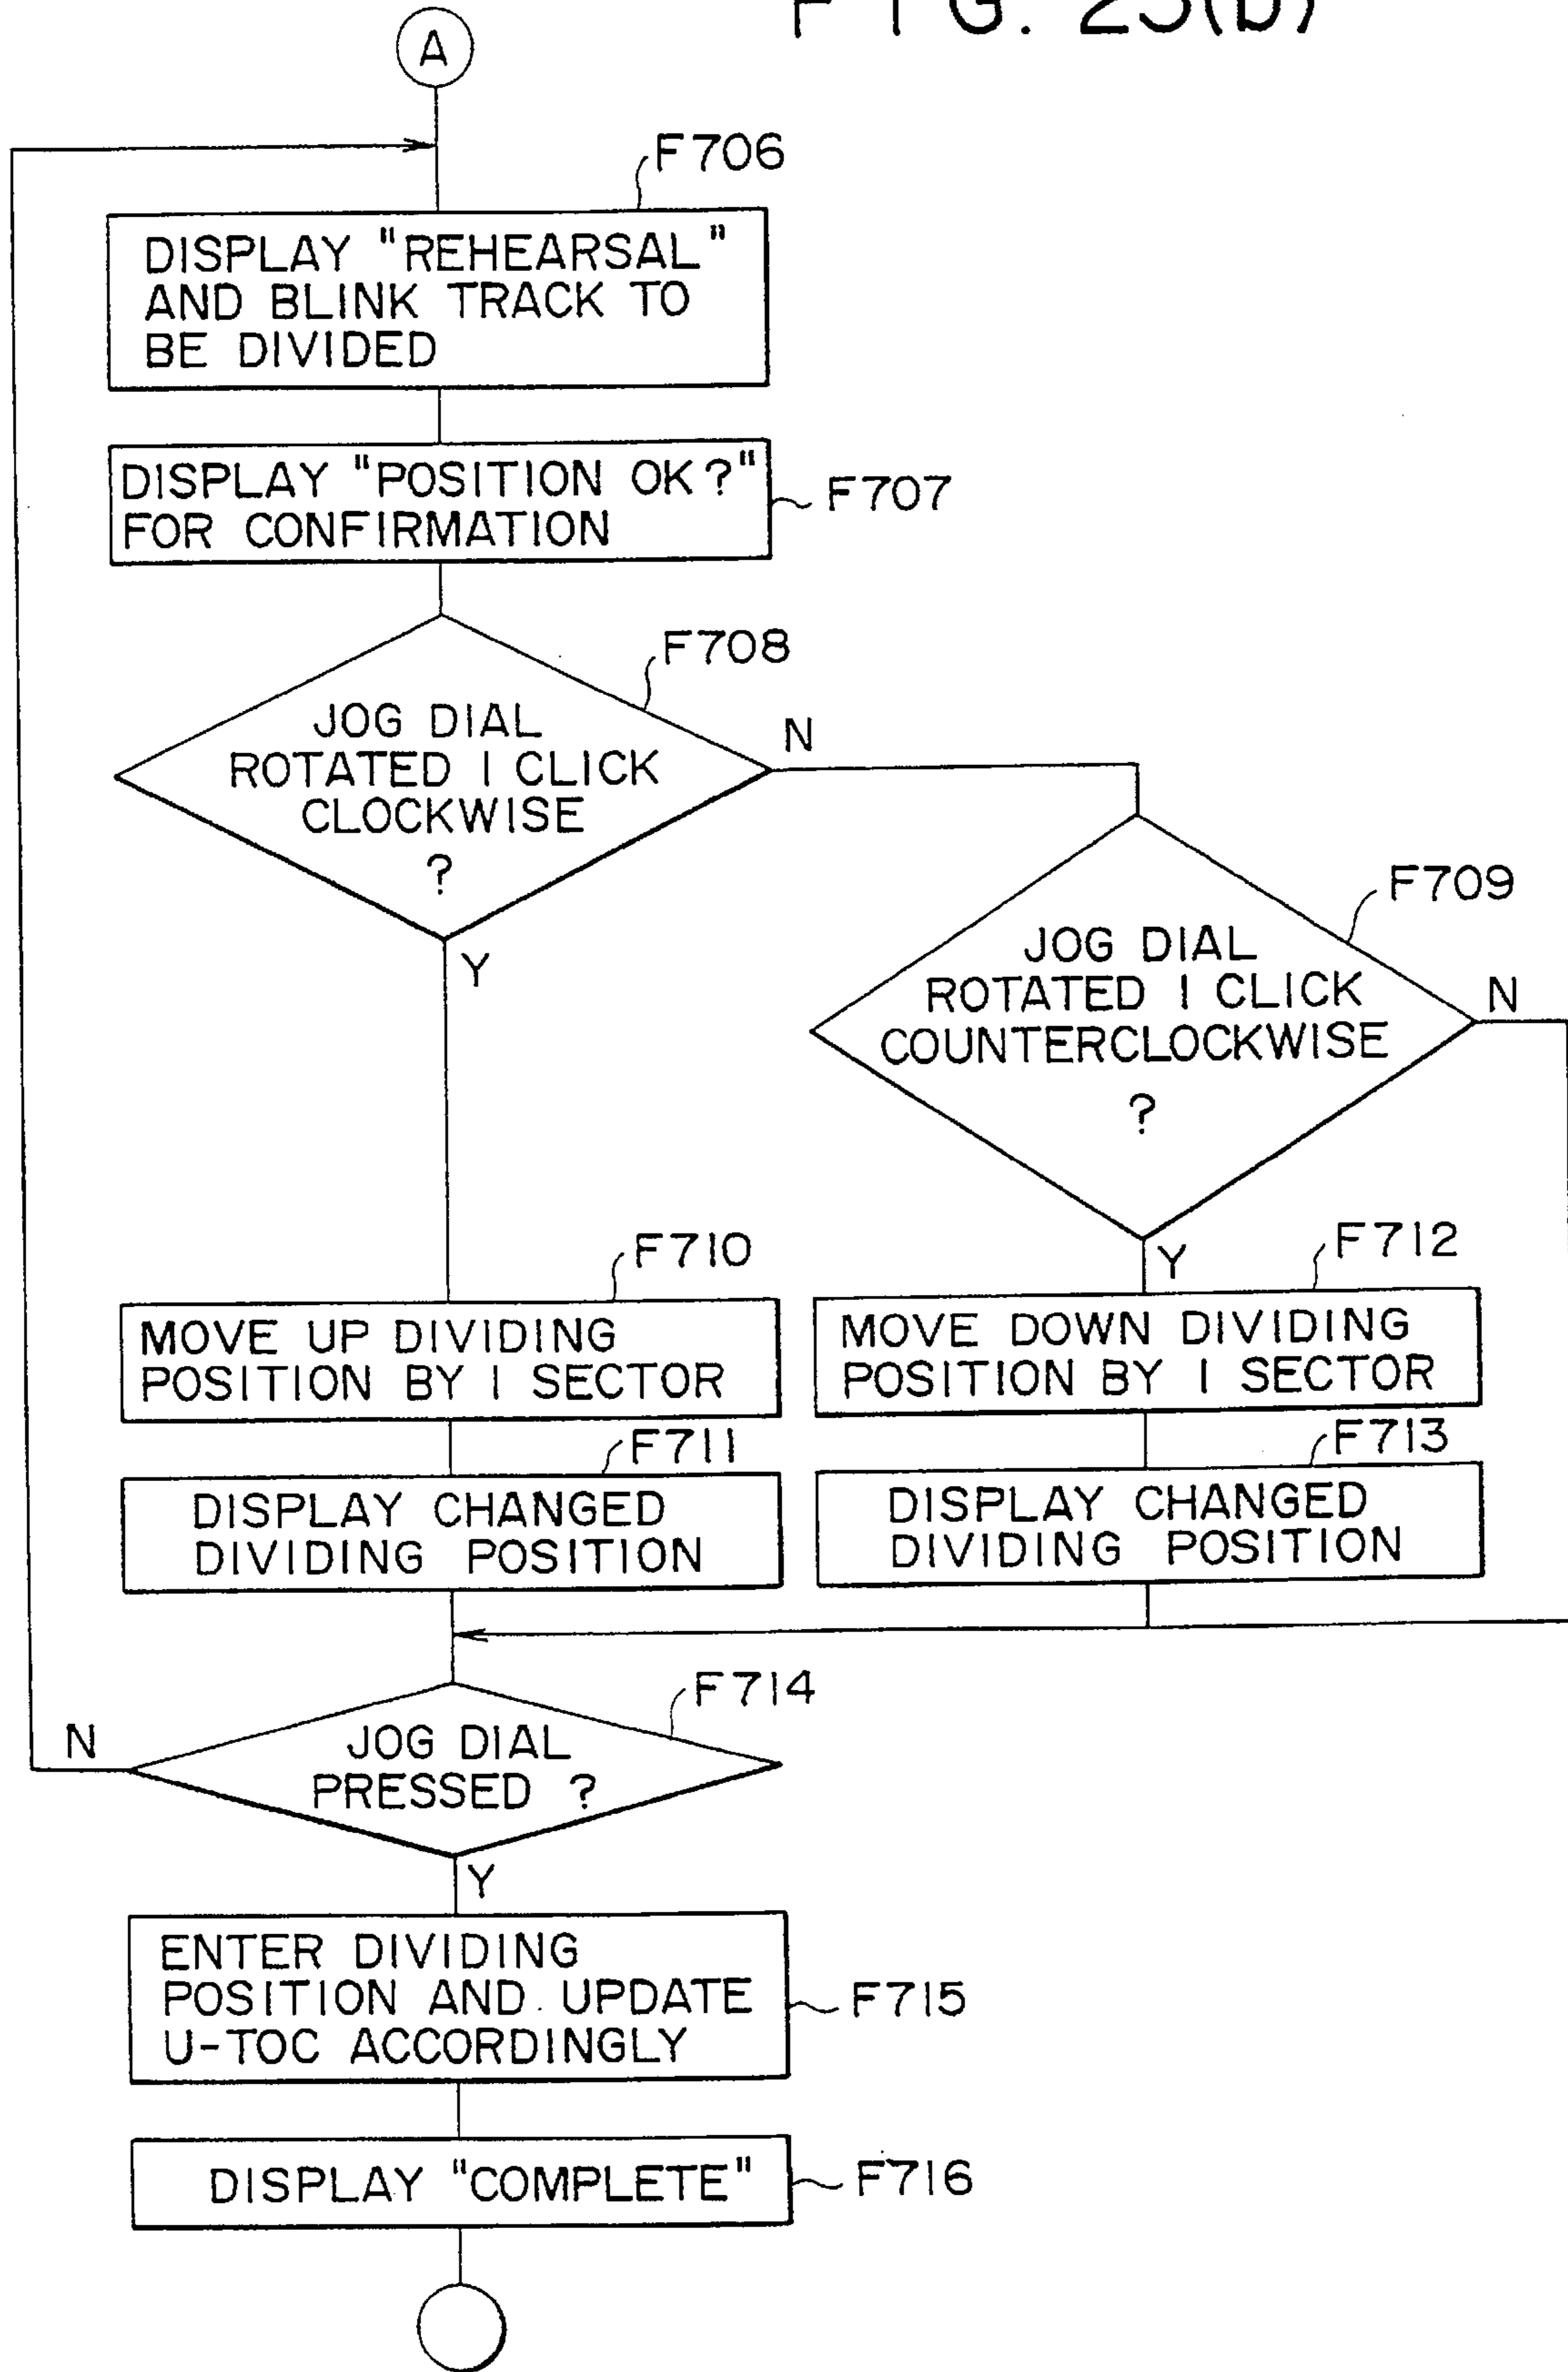 FIG. 25(b)
A
F706
DISPLAY "REHEARSAL"
AND BLINK TRACK TO
BE DIVIDED
DISPLAY "POSITION OK?"
FOR CONFIRMATION
F707
F708
JOG DIAL
ROTATED 1 CLICK
CLOCKWISE
?
N
Y
F709
JOG DIAL
ROTATED 1 CLICK
COUNTERCLOCKWISE
?
N
Y
F710
MOVE UP DIVIDING
POSITION BY 1 SECTOR
F712
MOVE DOWN DIVIDING
POSITION BY 1 SECTOR
F711
DISPLAY CHANGED
DIVIDING POSITION
F713
DISPLAY CHANGED
DIVIDING POSITION
F714
JOG DIAL
PRESSED ?
N
Y
ENTER DIVIDING
POSITION AND UPDATE
U-TOC ACCORDINGLY
F715
DISPLAY "COMPLETE"
F716